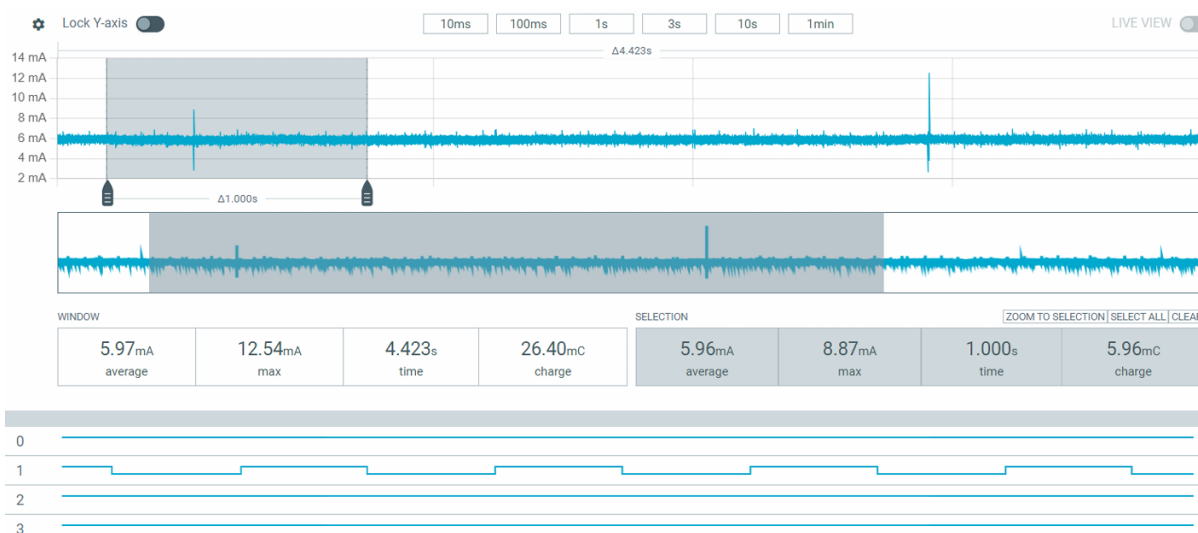 Lock Y-axis 10ms 100ms 1s 3s 10s 1min LIVE VIEW
Δ4.423s
14 mA
12 mA
10 mA
8 mA
6 mA
4 mA
2 mA
Δ1.000s
WINDOW SELECTION ZOOM TO SELECTION SELECT ALL CLEA
5.97mA 12.54mA 4.423s 26.40mC 5.96mA 8.87mA 1.000s 5.96mC
average max time charge average max time charge
0
1
2
3